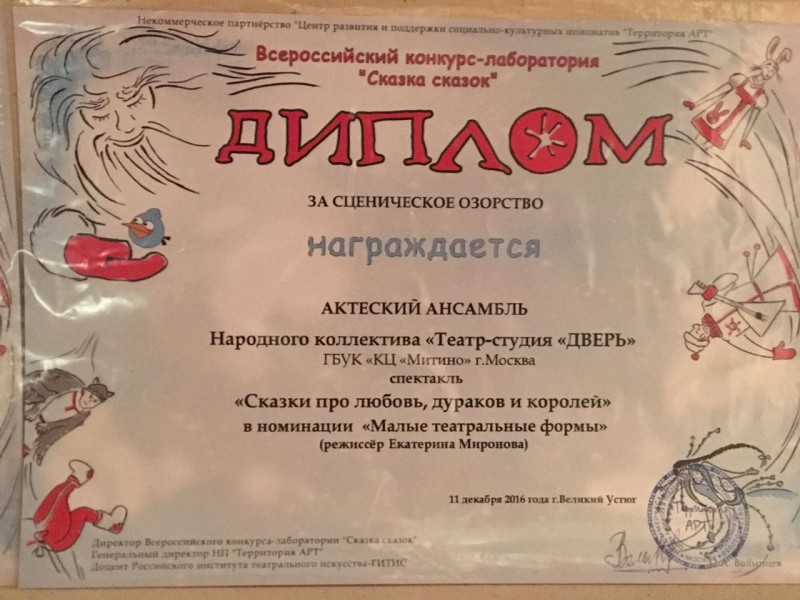 Некоммерческое партнёрство "Центр развития и поддержки социально-культурных инициатив "Территория АРТ"
Всероссийский конкурс-лаборатория
"Сказка сказок"
ДИПЛОМ
ЗА СЦЕНИЧЕСКОЕ ОЗОРСТВО
награждается
АКТЕСКИЙ АНСАМБЛЬ
Народного коллектива «Театр-студия «ДВЕРЬ»
ГБУК «КЦ «Митино» г.Москва
спектакль
«Сказки про любовь, дураков и королей»
в номинации «Малые театральные формы»
(режиссёр Екатерина Миронова)
11 декабря 2016 года г.Великий Устюг
Территория
АРТ
Директор Всероссийского конкурса-лаборатории "Сказка сказок"
Генеральный директор НП "Территория АРТ"
Доцент Российского института театрального искусства-ГИТИС